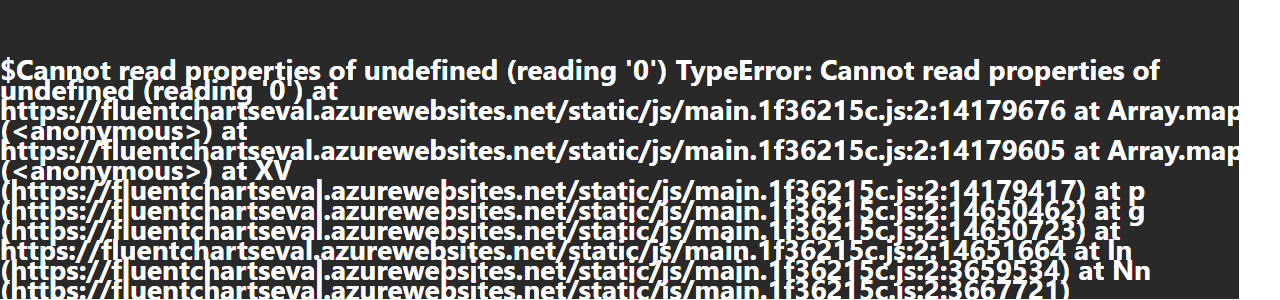 $Cannot read properties of undefined (reading '0') TypeError: Cannot read properties of
undefined (reading '0') at
https://fluentchartseval.azurewebsites.net/static/js/main.1f36215c.js:2:14179676 at Array.map
(<anonymous>) at
https://fluentchartseval.azurewebsites.net/static/js/main.1f36215c.js:2:14179605 at Array.map
(<anonymous>) at XV
(https://fluentchartseval.azurewebsites.net/static/js/main.1f36215c.js:2:14179417) at p
(https://fluentchartseval.azurewebsites.net/static/js/main.1f36215c.js:2:14650462) at g
(https://fluentchartseval.azurewebsites.net/static/js/main.1f36215c.js:2:14650723) at
https://fluentchartseval.azurewebsites.net/static/js/main.1f36215c.js:2:14651664 at ln
(https://fluentchartseval.azurewebsites.net/static/js/main.1f36215c.js:2:3659534) at Nn
(https://fluentchartseval.azurewebsites.net/static/js/main.1f36215c.js:2:3667721)